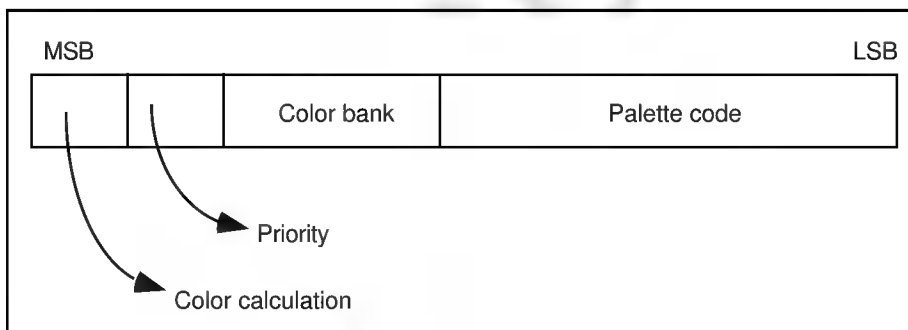 MSB LSB
Color bank Palette code
Priority
Color calculation